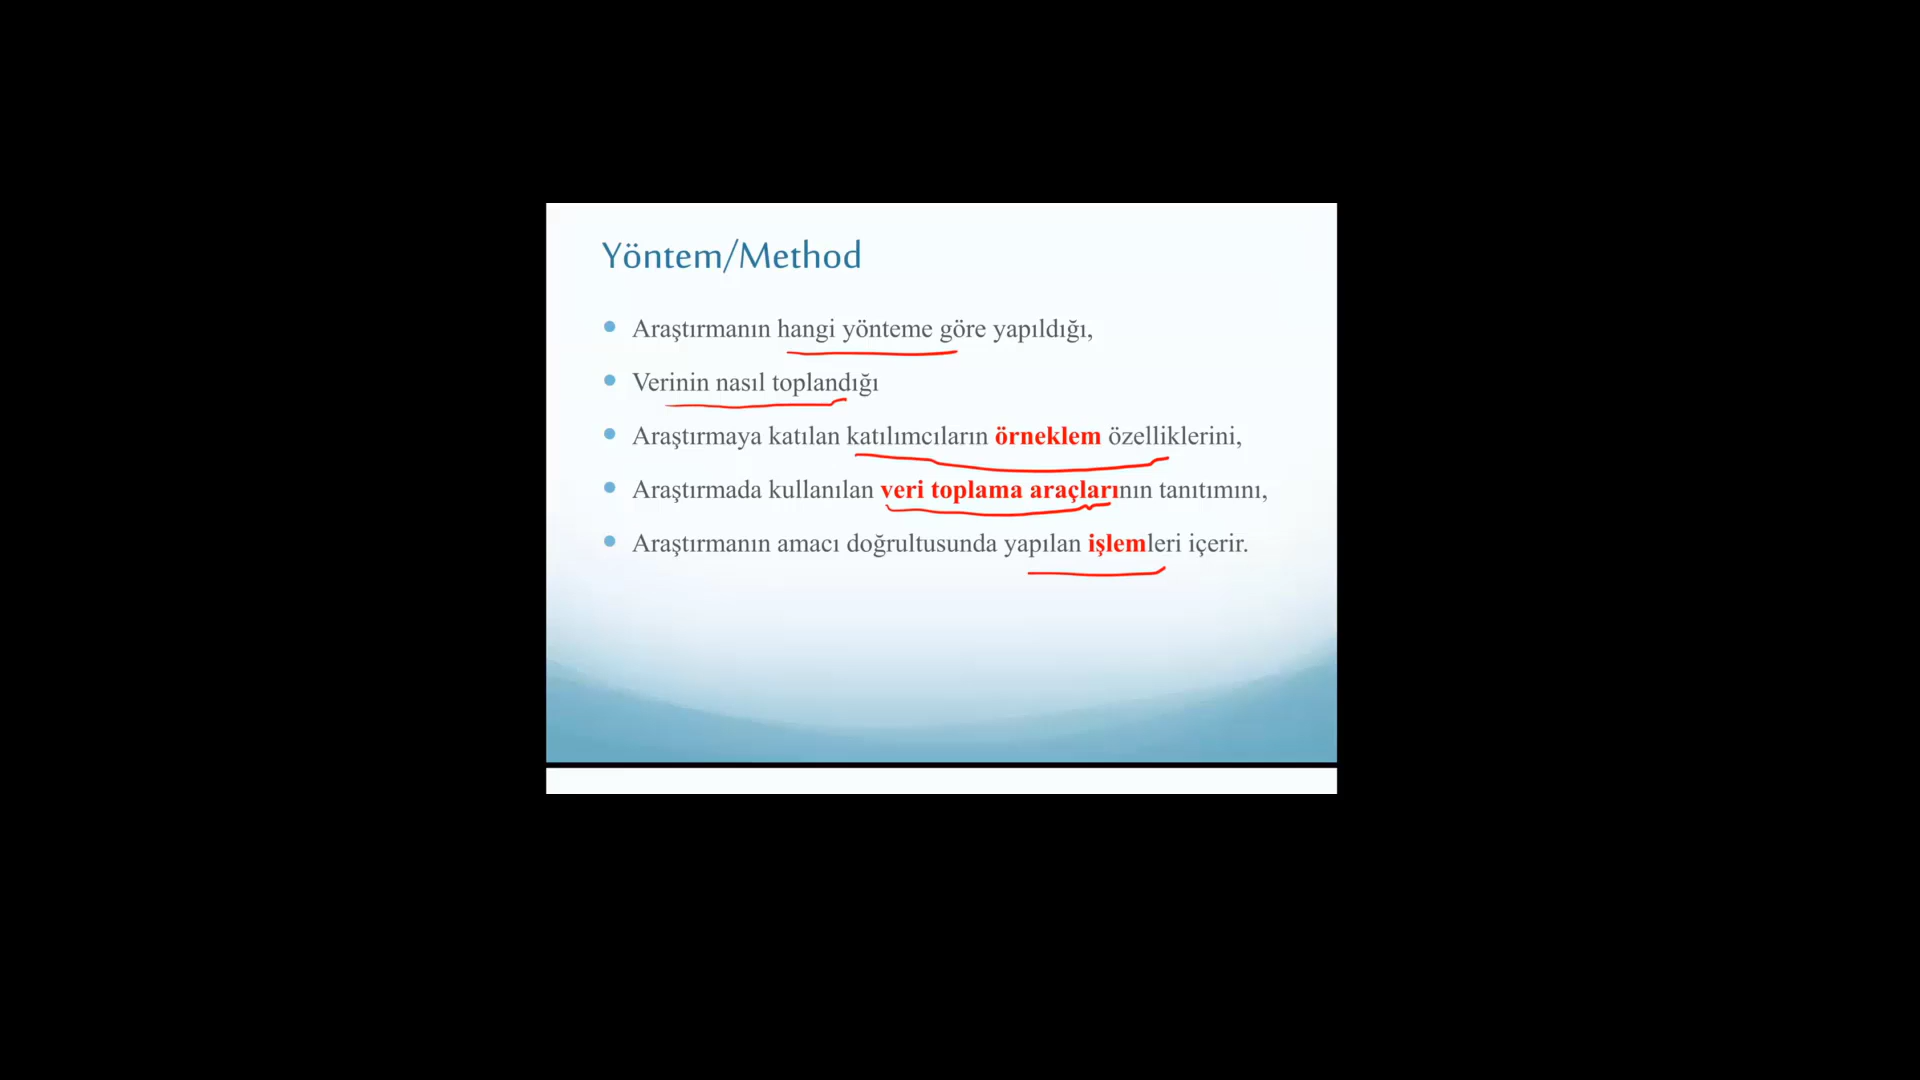 Yöntem/Method
Araştırmanın hangi yönteme göre yapıldığı,
Verinin nasıl toplandığı
Araştırmaya katılan katılımcıların örneklem özelliklerini,
Araştırmada kullanılan veri toplama araçlarının tanıtımını,
Araştırmanın amacı doğrultusunda yapılan işlemleri içerir.